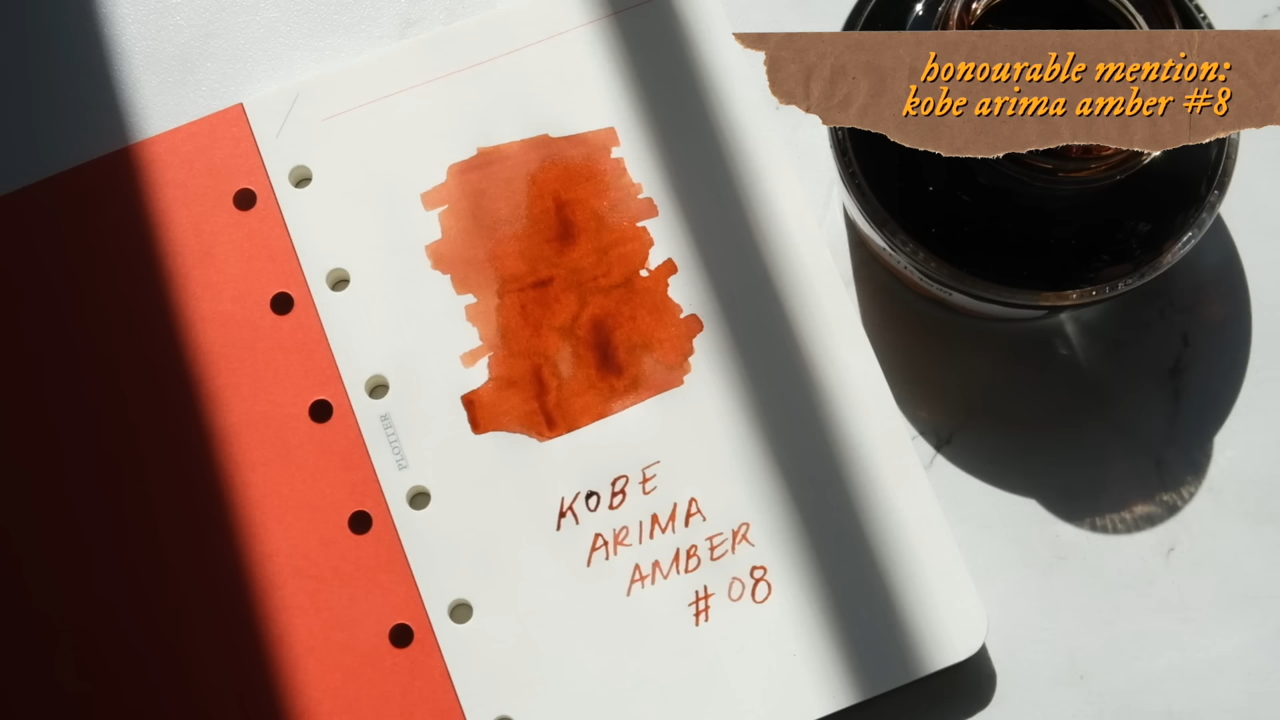 honourable mention:
kobe arima amber #8
PLOTTER
KOBE
ARIMA
AMBER
#08